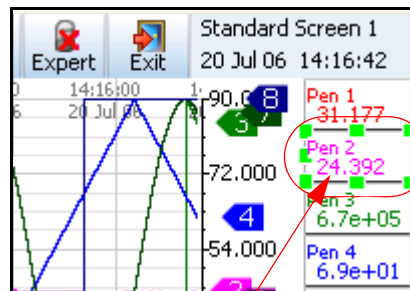 Expert Exit
Standard Screen 1
20 Jul 06 14:16:42
14:16:00
20 Jul 06
90.0
8
3
72.000
4
54.000
Pen 1
31.177
Pen 2
24.392
Pen 3
6.7e+05
Pen 4
6.9e+01